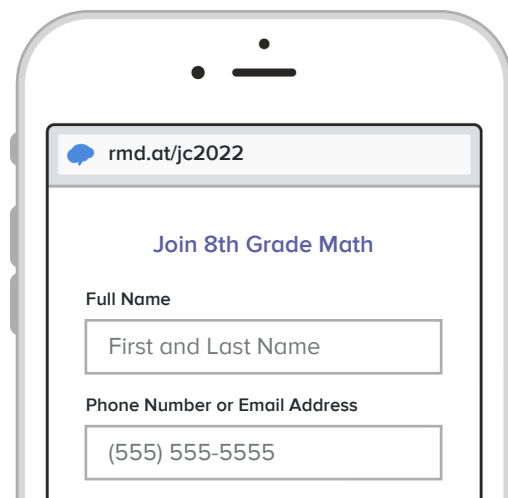 rmd.at/jc2022
Join 8th Grade Math
Full Name
First and Last Name
Phone Number or Email Address
(555) 555-5555